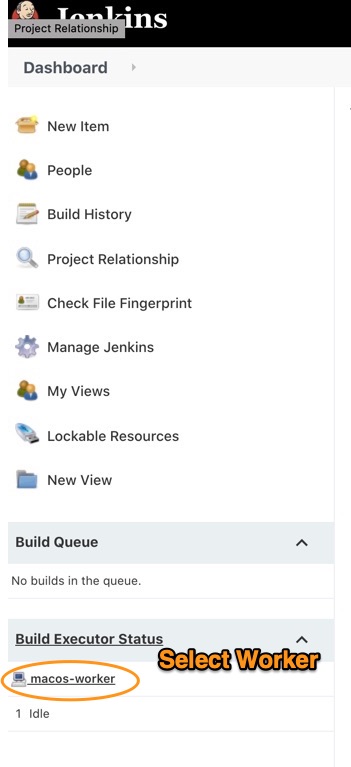 Jenkins
Project Relationship
Dashboard
New Item
People
Build History
Project Relationship
Check File Fingerprint
Manage Jenkins
My Views
Lockable Resources
New View
Build Queue
No builds in the queue.
Build Executor Status
Select Worker
macos-worker
1 Idle